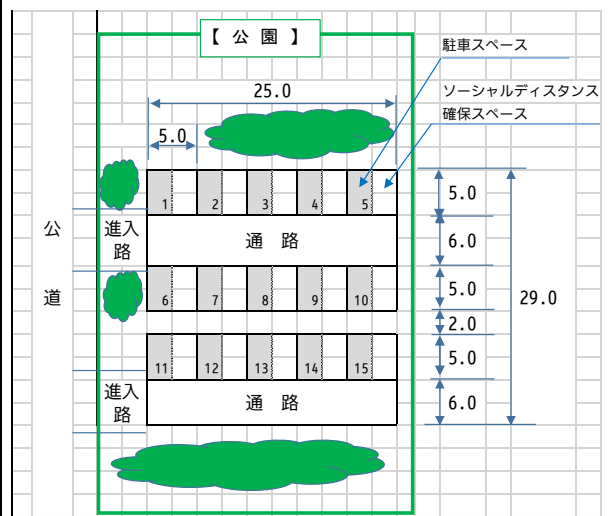 【 公 園 】
駐車スペース
ソーシャルディスタンス
確保スペース
25.0
5.0
1
2
3
4
5
5.0
公
道
進入
路
通 路
6.0
6
7
8
9
10
5.0
29.0
2.0
11
12
13
14
15
5.0
進入
路
通 路
6.0